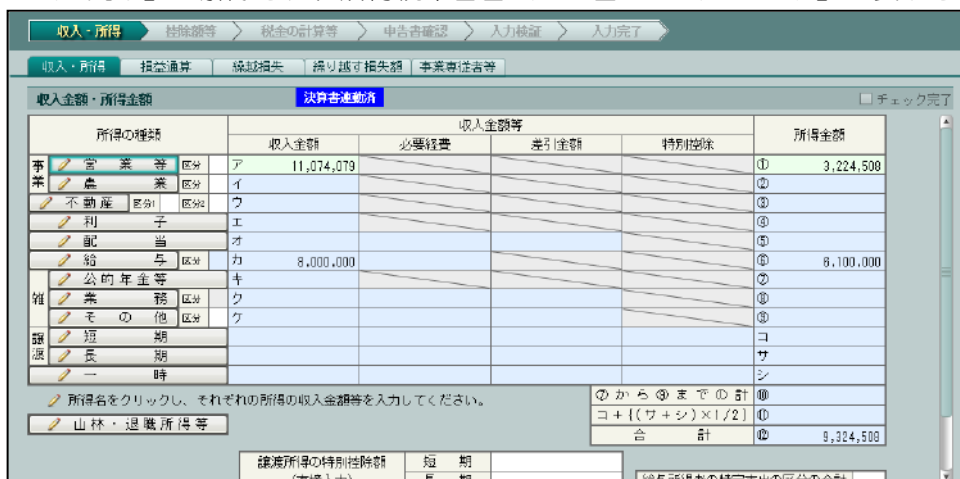 収入・所得 控除額等 税金の計算等 申告書確認 入力検証 入力完了
収入・所得 損益通算 繰越損失 繰り越す損失額 事業専従者等
収入金額・所得金額 決算書連動済 チェック完了
所得の種類 収入金額等 所得金額
収入金額 必要経費 差引金額 特別控除
事業 営業等 区分 ア 11,074,079 ① 3,224,508
農業 区分 イ ②
不動産 区分1 区分2 ウ ③
利子 エ ④
配当 オ ⑤
給与 区分 カ 8,000,000 ⑥ 6,100,000
雑 公的年金等 キ ⑦
業務 区分 ク ⑧
その他 区分 ケ ⑨
譲渡 短期 コ
長期 サ
一時 シ
所得名をクリックし、それぞれの所得の収入金額等を入力してください。 ⑦から⑨までの計 ⑩
山林・退職所得等 コ+{(サ+シ)×1/2} ⑪
合計 ⑫ 9,324,508
譲渡所得の特別控除額 短期